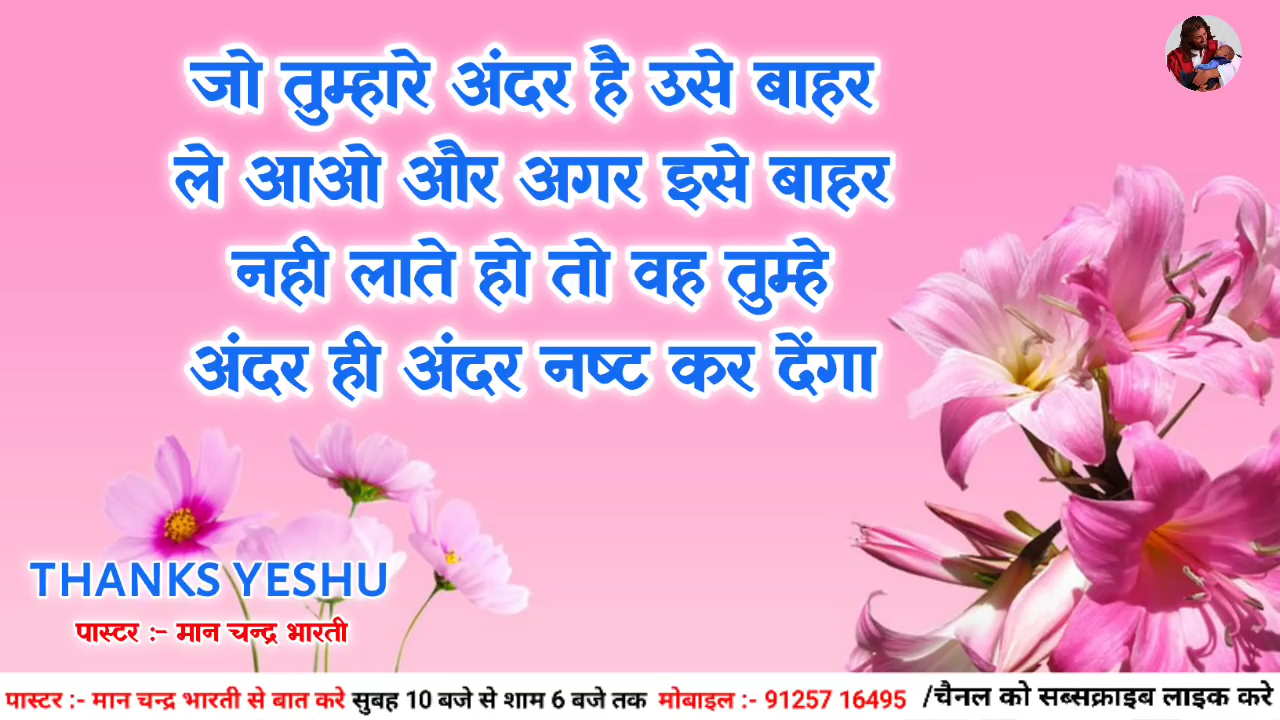 जो तुम्हारे अंदर है उसे बाहर
ले आओ और अगर इसे बाहर
नही लाते हो तो वह तुम्हे
अंदर ही अंदर नष्ट कर देंगा
THANKS YESHU
पास्टर :- मान चन्द्र भारती
पास्टर :- मान चन्द्र भारती से बात करे सुबह 10 बजे से शाम 6 बजे तक मोबाइल :- 91257 16495 /चैनल को सब्सक्राइब लाइक करे